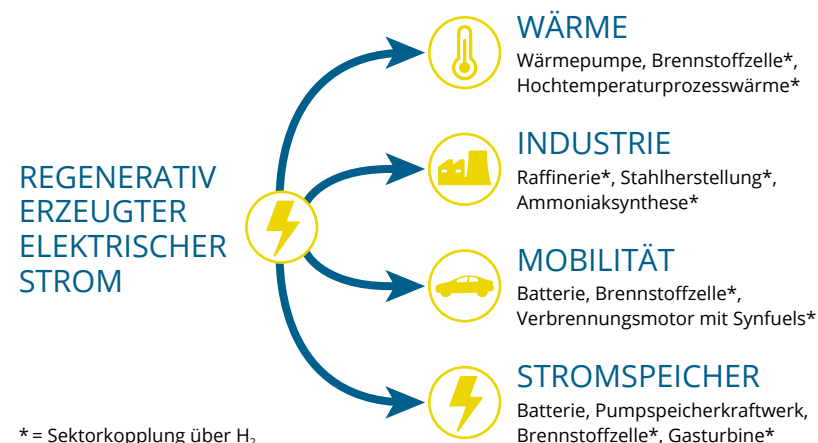 WÄRME
Wärmepumpe, Brennstoffzelle*,
Hochtemperaturprozesswärme*
INDUSTRIE
Raffinerie*, Stahlherstellung*,
Ammoniaksynthese*
REGENERATIV
ERZEUGTER
ELEKTRISCHER
STROM
MOBILITÄT
Batterie, Brennstoffzelle*,
Verbrennungsmotor mit Synfuels*
STROMSPEICHER
Batterie, Pumpspeicherkraftwerk,
Brennstoffzelle*, Gasturbine*
* = Sektorkopplung über H₂